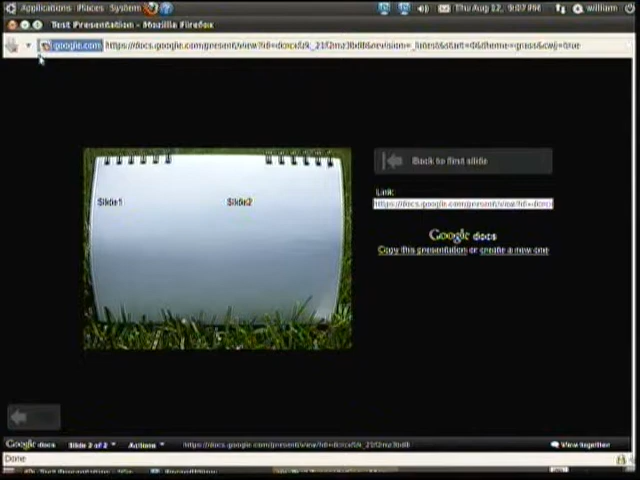 Applications Places System
Thu Aug 12, 9:07 PM
william
Test Presentation - Mozilla Firefox
google.com
Back to first slide
Link:
Slide1
Slide2
Google docs
Copy this presentation or create a new one
Google docs
Slide 2 of 2
Actions
View together
Done